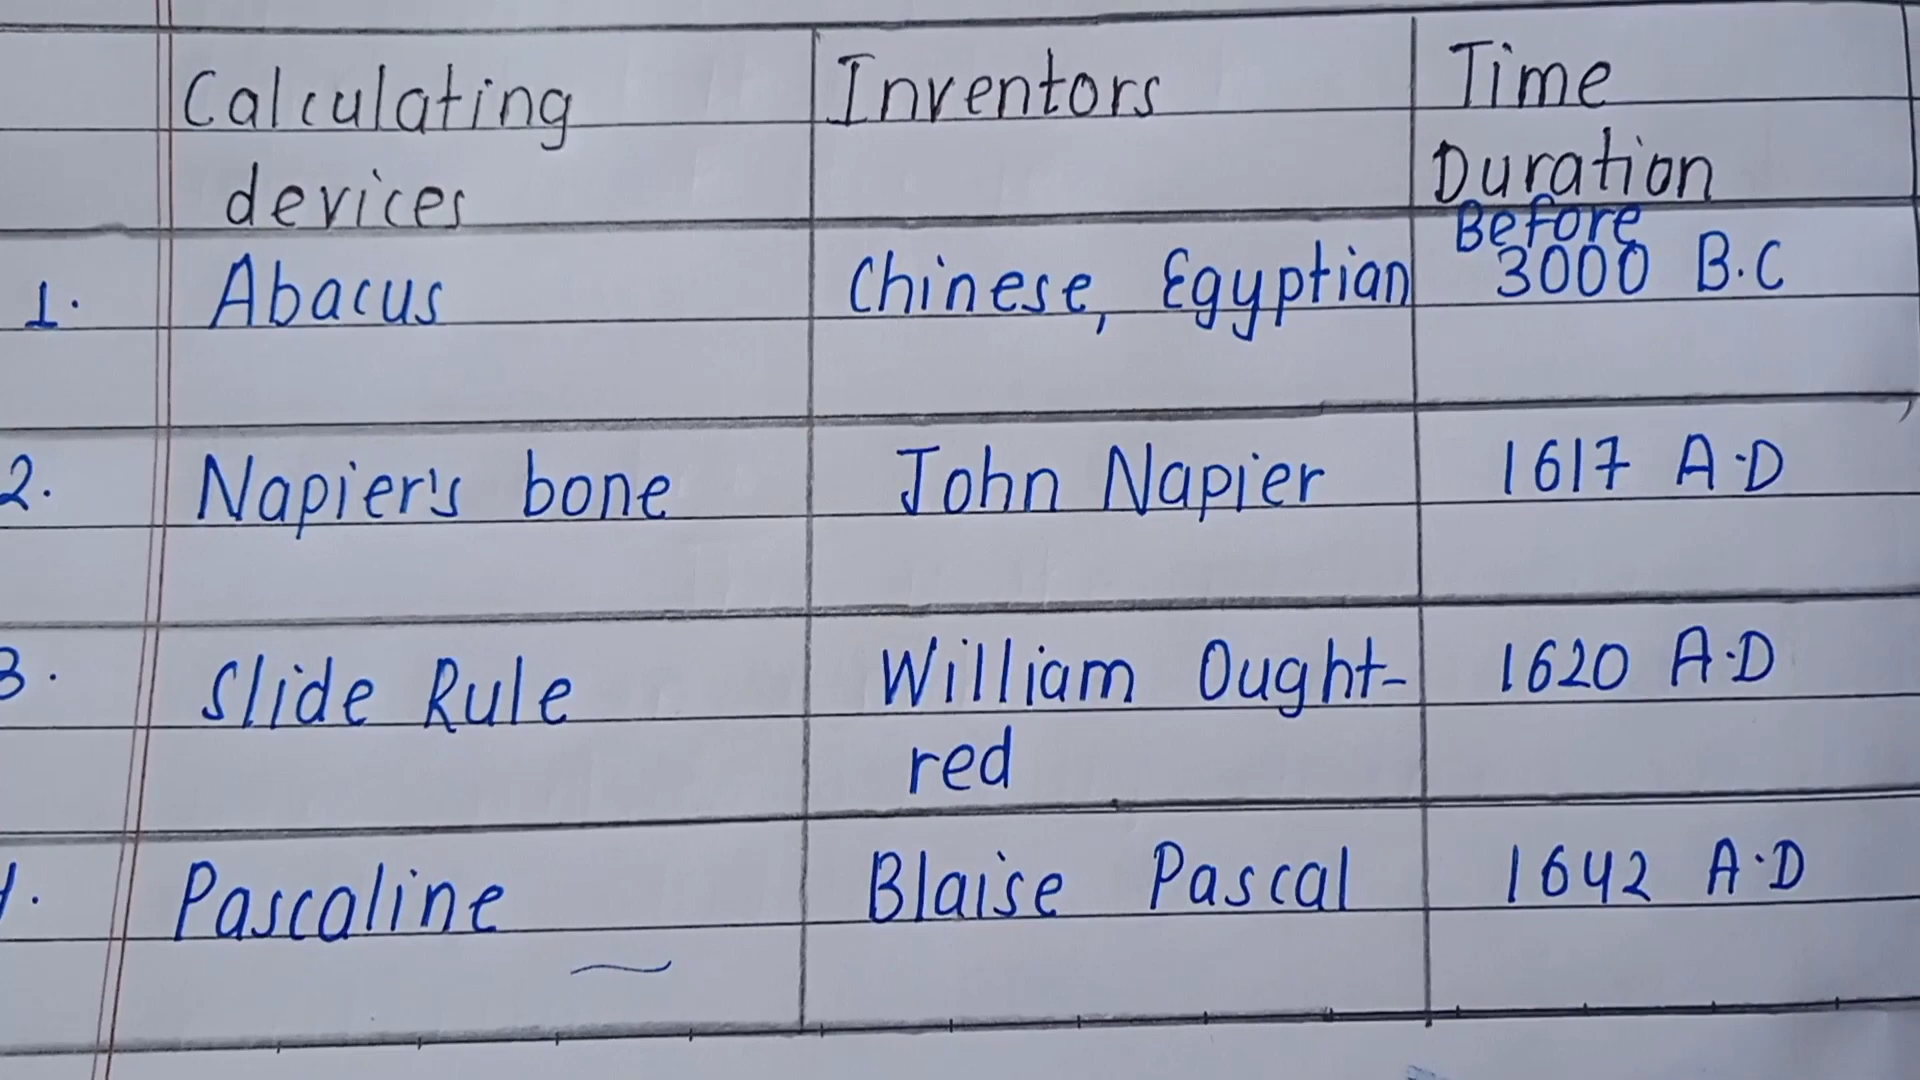 Calculating devices Inventors Time Duration
1. Abacus Chinese, Egyptian Before 3000 B.C
2. Napier's bone John Napier 1617 A.D
3. Slide Rule William Ought-
red 1620 A.D
4. Pascaline Blaise Pascal 1642 A.D